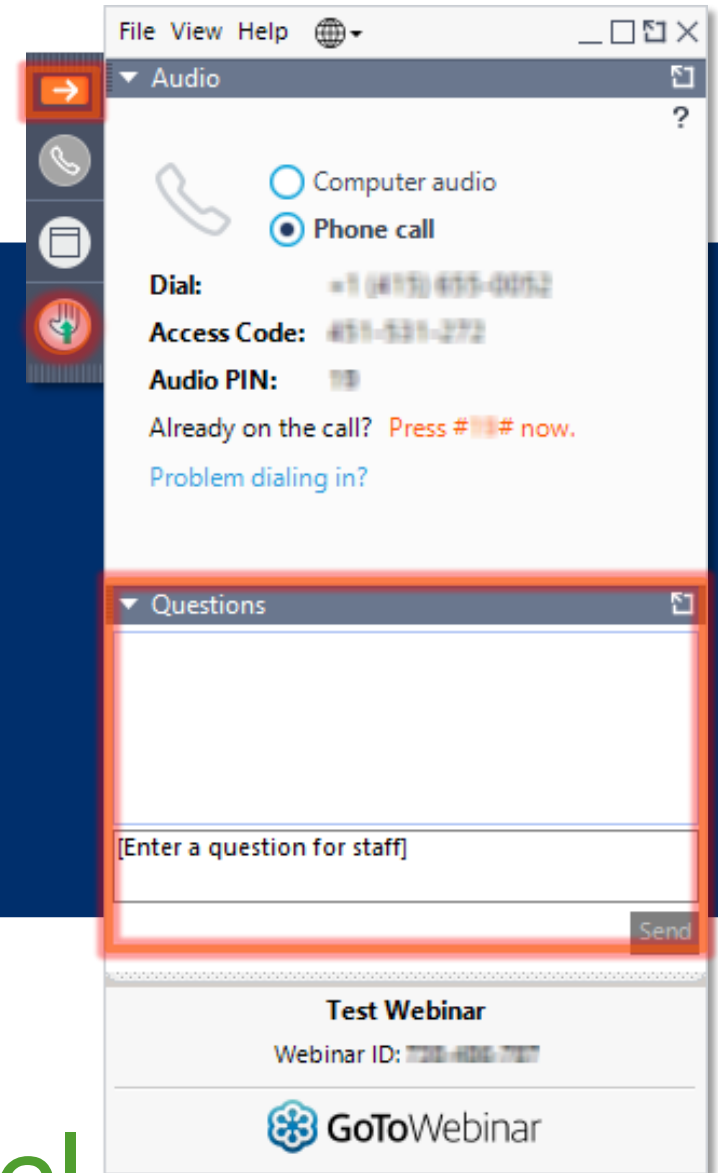 File View Help
Audio
?
Computer audio
Phone call
Dial:
Access Code:
Audio PIN:
Already on the call? Press # # now.
Problem dialing in?
Questions
[Enter a question for staff]
Send
Test Webinar
Webinar ID:
GoToWebinar